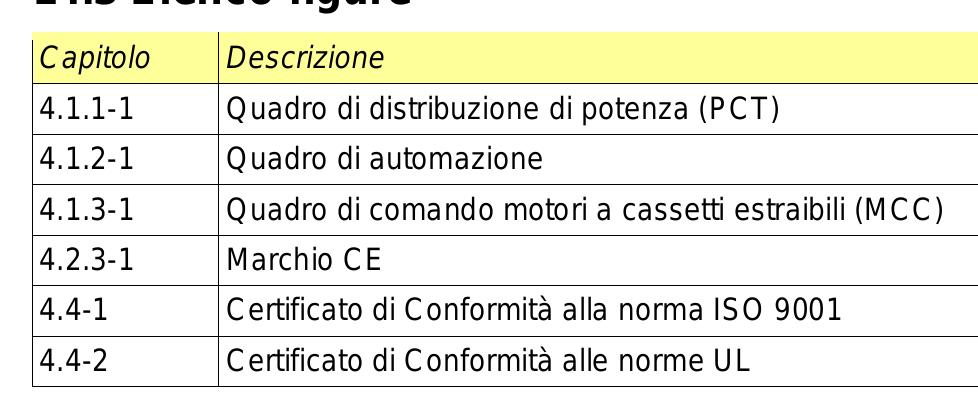 Elenco figure
Capitolo Descrizione
4.1.1-1 Quadro di distribuzione di potenza (PCT)
4.1.2-1 Quadro di automazione
4.1.3-1 Quadro di comando motori a cassetti estraibili (MCC)
4.2.3-1 Marchio CE
4.4-1 Certificato di Conformità alla norma ISO 9001
4.4-2 Certificato di Conformità alle norme UL